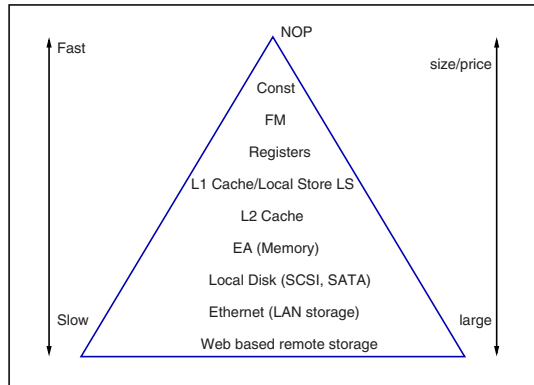 NOP
Fast
size/price
Const
FM
Registers
L1 Cache/Local Store LS
L2 Cache
EA (Memory)
Local Disk (SCSI, SATA)
Ethernet (LAN storage)
Slow
large
Web based remote storage